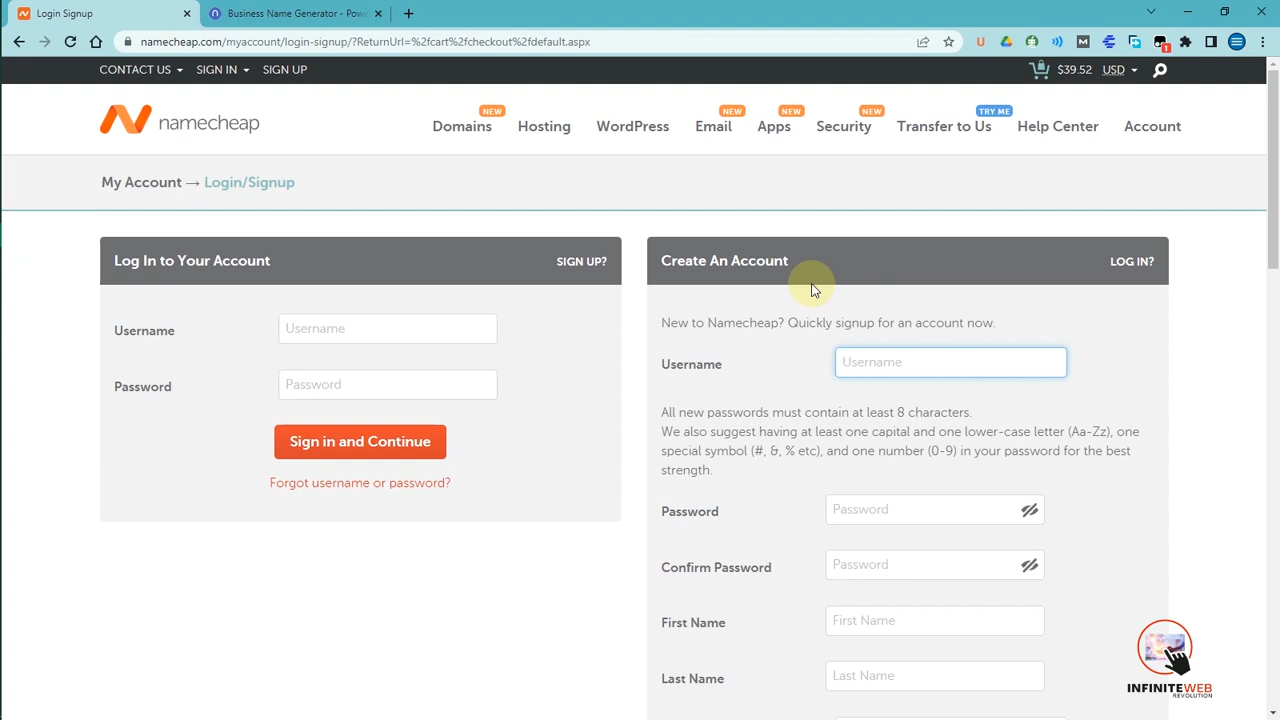 Login Signup
Business Name Generator - Pow
namecheap.com/myaccount/login-signup/?ReturnUrl=%2fcart%2fcheckout%2fdefault.aspx
1
CONTACT US SIGN IN SIGN UP
$39.52 USD
namecheap
NEW NEW NEW NEW TRY ME
Domains Hosting WordPress Email Apps Security Transfer to Us Help Center Account
My Account → Login/Signup
Log In to Your Account SIGN UP?
Username Username
Password Password
Sign in and Continue
Forgot username or password?
Create An Account LOG IN?
New to Namecheap? Quickly signup for an account now.
Username Username
All new passwords must contain at least 8 characters.
We also suggest having at least one capital and one lower-case letter (Aa-Zz), one
special symbol (#, &, % etc), and one number (0-9) in your password for the best
strength.
Password Password
Confirm Password Password
First Name First Name
Last Name Last Name
INFINITEWEB
REVOLUTION